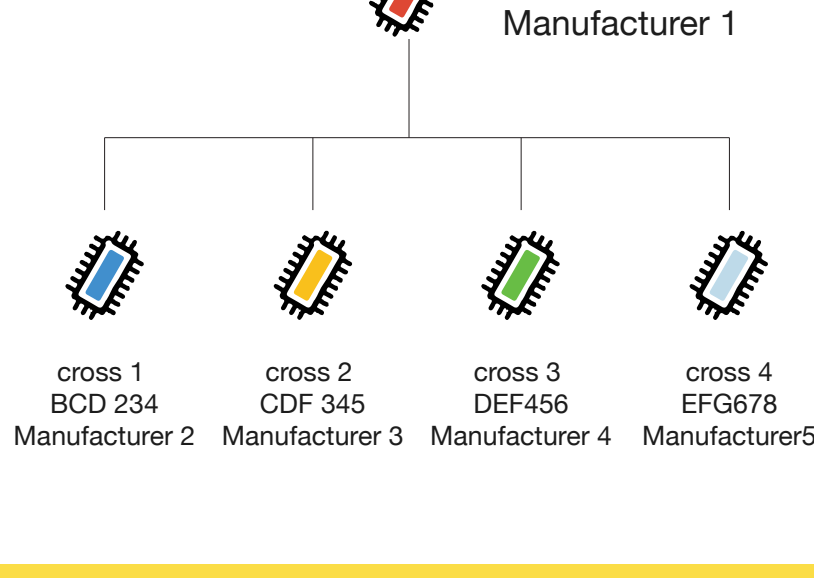 Manufacturer 1
cross 1
BCD 234
Manufacturer 2
cross 2
CDF 345
Manufacturer 3
cross 3
DEF456
Manufacturer 4
cross 4
EFG678
Manufacturer5